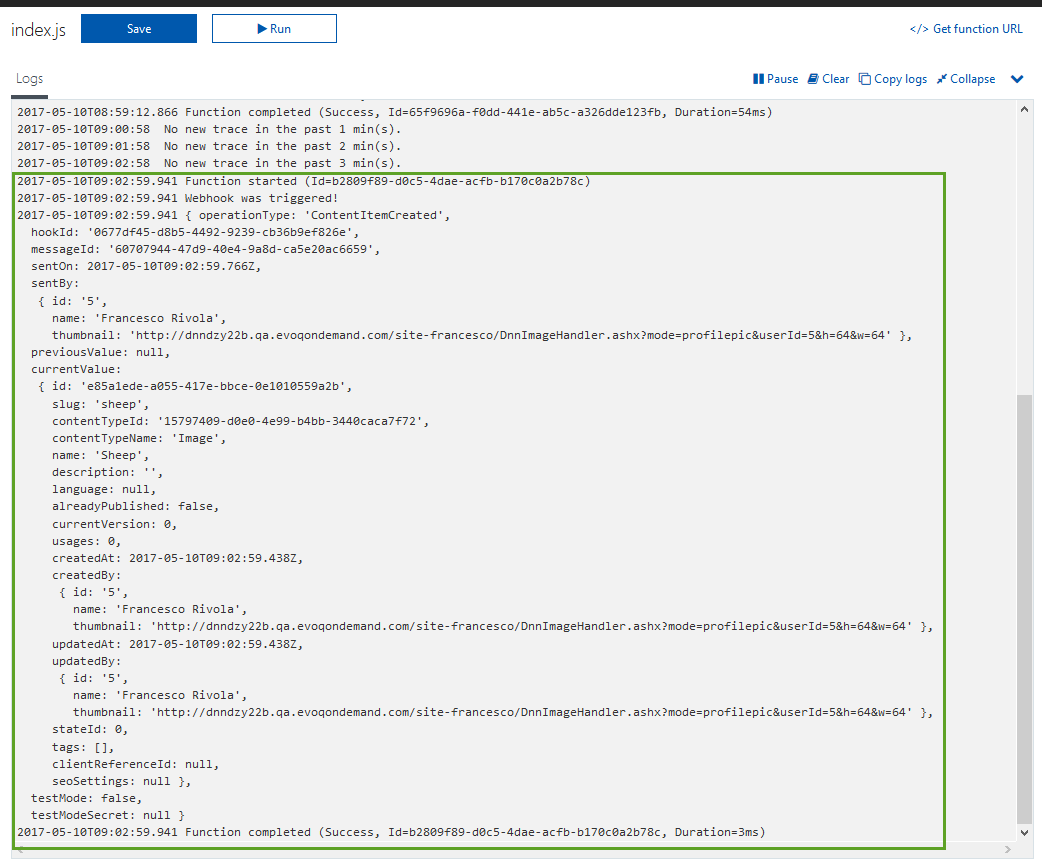 index.js Save Run </> Get function URL
Logs Pause Clear Copy logs Collapse
2017-05-10T08:59:12.866 Function completed (Success, Id=65f9696a-f0dd-441e-ab5c-a326dde123fb, Duration=54ms)
2017-05-10T09:00:58  No new trace in the past 1 min(s).
2017-05-10T09:01:58  No new trace in the past 2 min(s).
2017-05-10T09:02:58  No new trace in the past 3 min(s).
2017-05-10T09:02:59.941 Function started (Id=b2809f89-d0c5-4dae-acfb-b170c0a2b78c)
2017-05-10T09:02:59.941 Webhook was triggered!
2017-05-10T09:02:59.941 { operationType: 'ContentItemCreated',
  hookId: '0677df45-d8b5-4492-9239-cb36b9ef826e',
  messageId: '60707944-47d9-40e4-9a8d-ca5e20ac6659',
  sentOn: 2017-05-10T09:02:59.766Z,
  sentBy:
   { id: '5',
     name: 'Francesco Rivola',
     thumbnail: 'http://dnndzy22b.qa.evoqondemand.com/site-francesco/DnnImageHandler.ashx?mode=profilepic&userId=5&h=64&w=64' },
  previousValue: null,
  currentValue:
   { id: 'e85a1ede-a055-417e-bbce-0e1010559a2b',
     slug: 'sheep',
     contentTypeId: '15797409-d0e0-4e99-b4bb-3440caca7f72',
     contentTypeName: 'Image',
     name: 'Sheep',
     description: '',
     language: null,
     alreadyPublished: false,
     currentVersion: 0,
     usages: 0,
     createdAt: 2017-05-10T09:02:59.438Z,
     createdBy:
      { id: '5',
        name: 'Francesco Rivola',
        thumbnail: 'http://dnndzy22b.qa.evoqondemand.com/site-francesco/DnnImageHandler.ashx?mode=profilepic&userId=5&h=64&w=64' },
     updatedAt: 2017-05-10T09:02:59.438Z,
     updatedBy:
      { id: '5',
        name: 'Francesco Rivola',
        thumbnail: 'http://dnndzy22b.qa.evoqondemand.com/site-francesco/DnnImageHandler.ashx?mode=profilepic&userId=5&h=64&w=64' },
     stateId: 0,
     tags: [],
     clientReferenceId: null,
     seoSettings: null },
  testMode: false,
  testModeSecret: null }
2017-05-10T09:02:59.941 Function completed (Success, Id=b2809f89-d0c5-4dae-acfb-b170c0a2b78c, Duration=3ms)